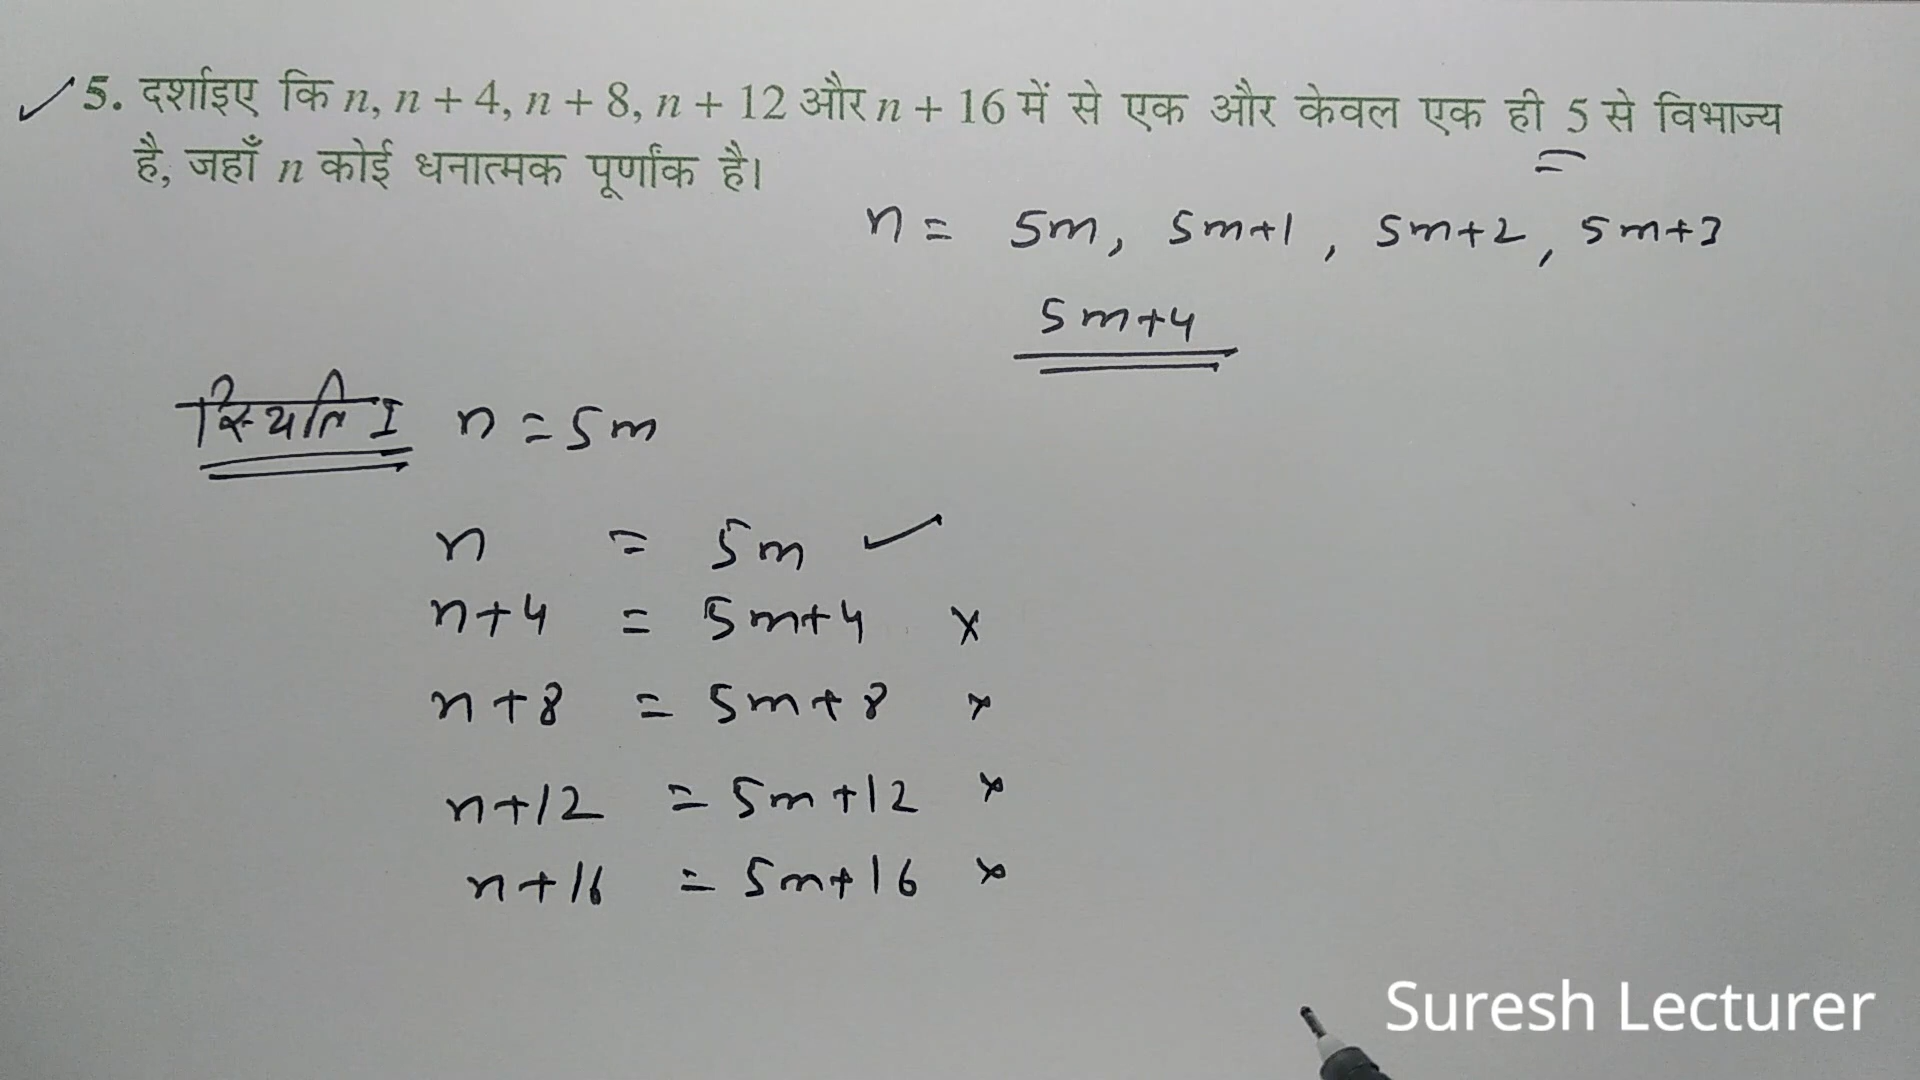 5. दर्शाइए कि n, n + 4, n + 8, n + 12 और n + 16 में से एक और केवल एक ही 5 से विभाज्य
है, जहाँ n कोई धनात्मक पूर्णांक है।
n = 5m, 5m+1, 5m+2, 5m+3
5m+4
स्थिति I n = 5m
n = 5m ✓
n+4 = 5m+4 ×
n+8 = 5m+8 ×
n+12 = 5m+12 ×
n+16 = 5m+16 ×
Suresh Lecturer